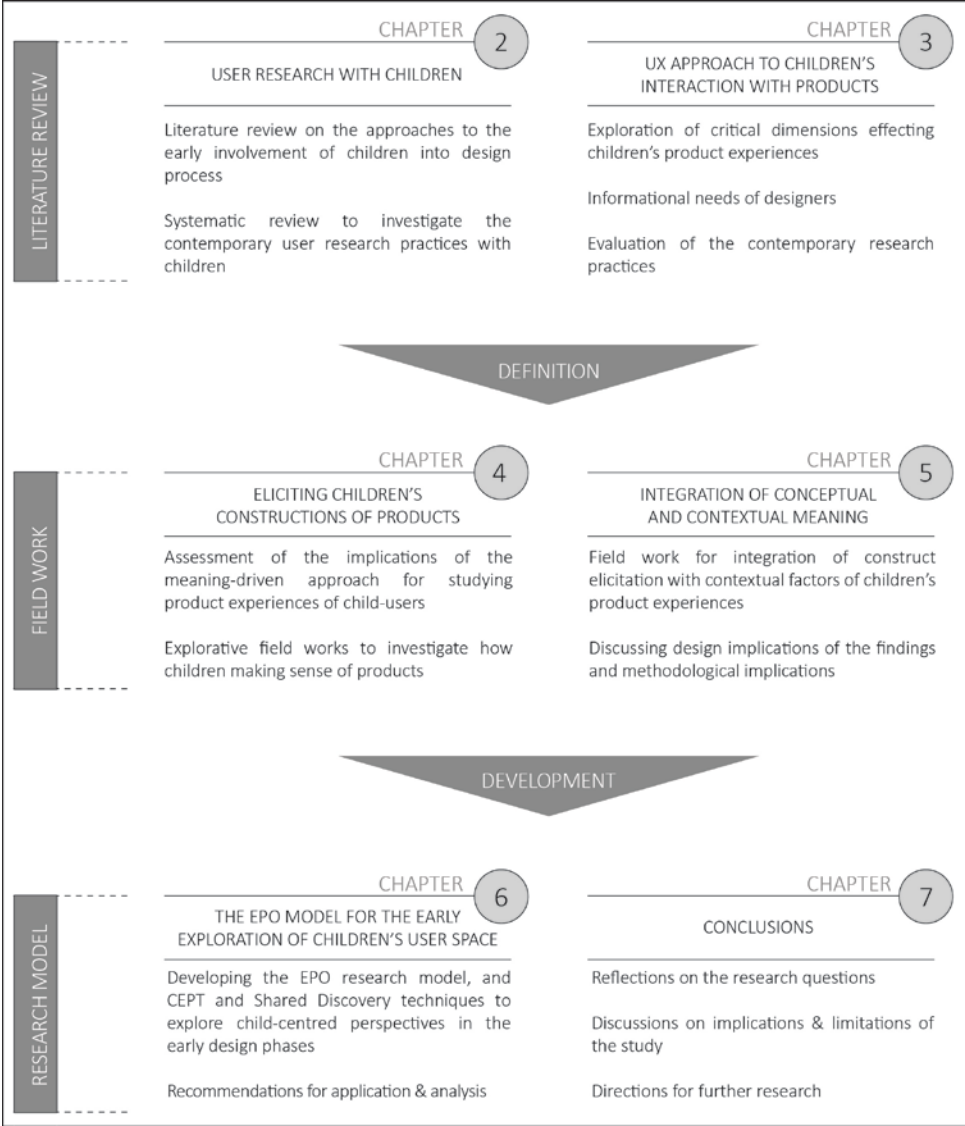 LITERATURE REVIEW
CHAPTER 2
USER RESEARCH WITH CHILDREN
Literature review on the approaches to the
early involvement of children into design
process
Systematic review to investigate the
contemporary user research practices with
children
CHAPTER 3
UX APPROACH TO CHILDREN'S
INTERACTION WITH PRODUCTS
Exploration of critical dimensions effecting
children's product experiences
Informational needs of designers
Evaluation of the contemporary research
practices
DEFINITION
FIELD WORK
CHAPTER 4
ELICITING CHILDREN'S
CONSTRUCTIONS OF PRODUCTS
Assessment of the implications of the
meaning-driven approach for studying
product experiences of child-users
Explorative field works to investigate how
children making sense of products
CHAPTER 5
INTEGRATION OF CONCEPTUAL
AND CONTEXTUAL MEANING
Field work for integration of construct
elicitation with contextual factors of children's
product experiences
Discussing design implications of the findings
and methodological implications
DEVELOPMENT
RESEARCH MODEL
CHAPTER 6
THE EPO MODEL FOR THE EARLY
EXPLORATION OF CHILDREN'S USER SPACE
Developing the EPO research model, and
CEPT and Shared Discovery techniques to
explore child-centred perspectives in the
early design phases
Recommendations for application & analysis
CHAPTER 7
CONCLUSIONS
Reflections on the research questions
Discussions on implications & limitations of
the study
Directions for further research